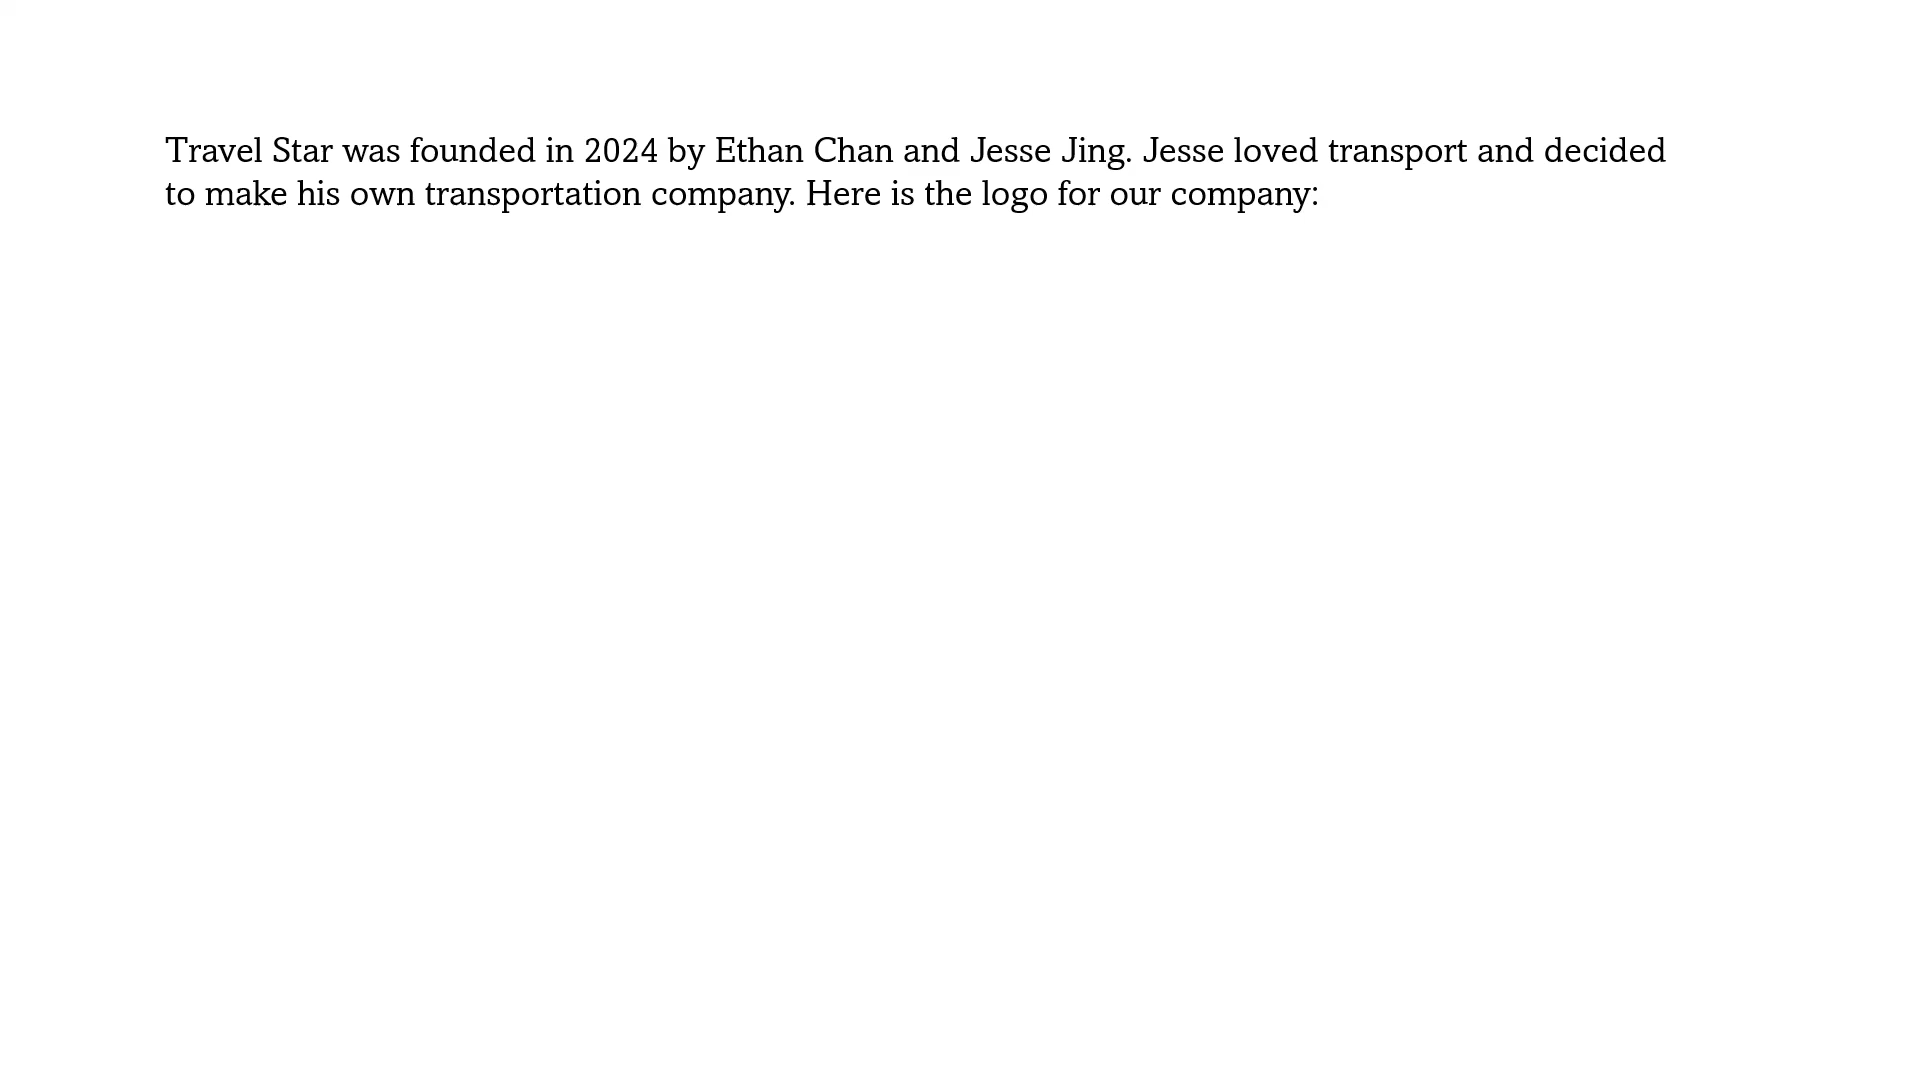 Travel Star was founded in 2024 by Ethan Chan and Jesse Jing. Jesse loved transport and decided
to make his own transportation company. Here is the logo for our company: